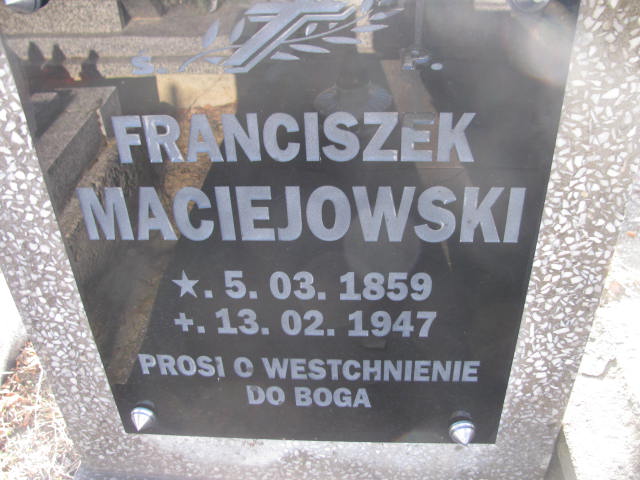 Ś. P.
FRANCISZEK
MACIEJOWSKI
★. 5. 03. 1859
+. 13. 02. 1947
PROSI O WESTCHNIENIE
DO BOGA